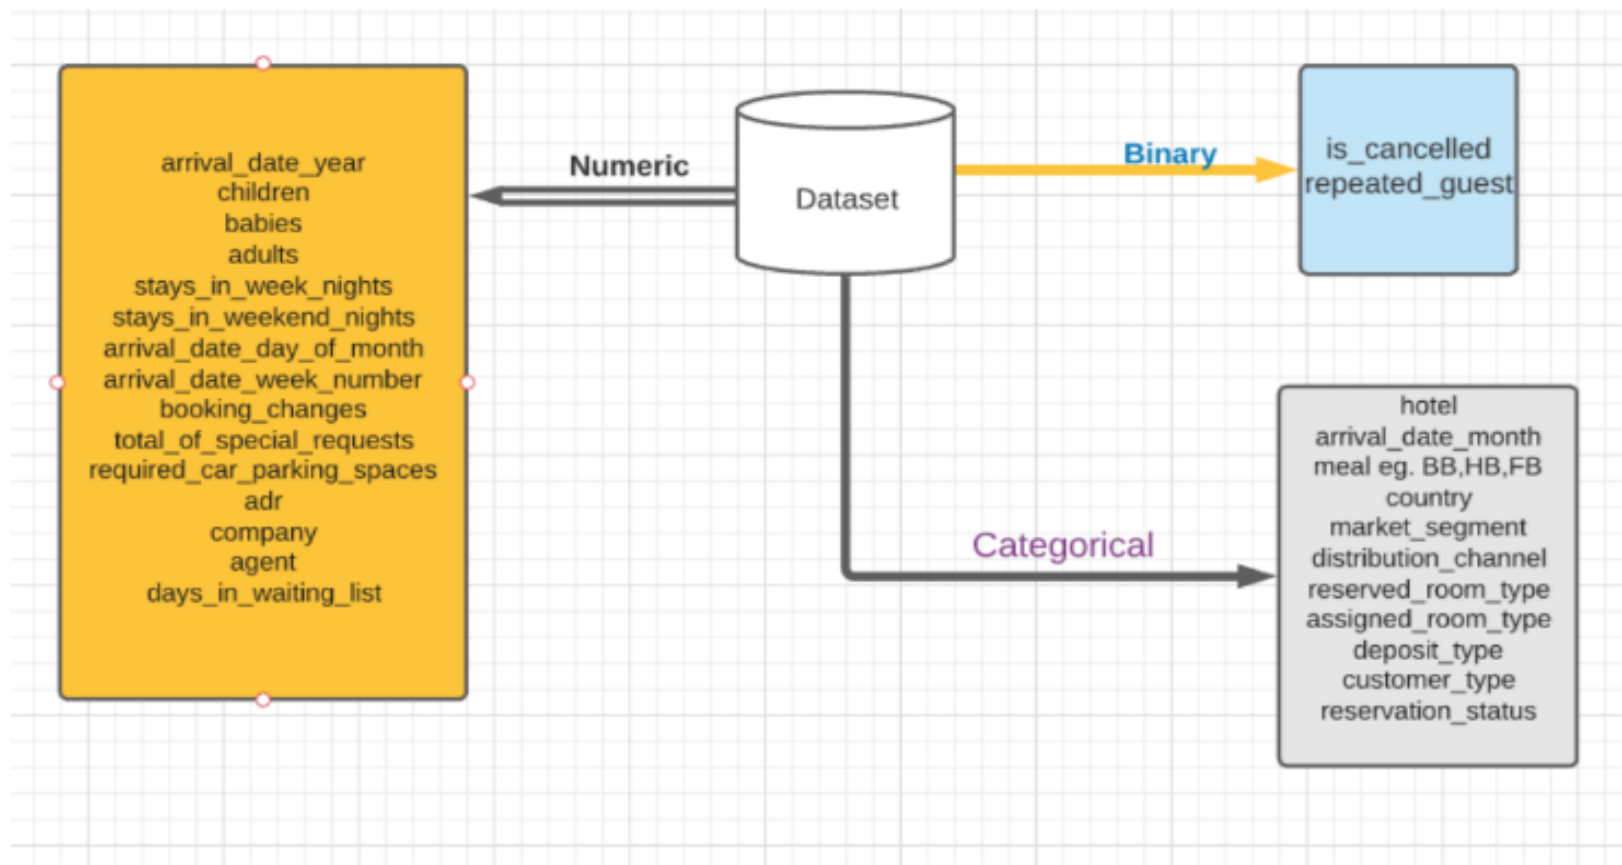 arrival_date_year
children
babies
adults
stays_in_week_nights
stays_in_weekend_nights
arrival_date_day_of_month
arrival_date_week_number
booking_changes
total_of_special_requests
required_car_parking_spaces
adr
company
agent
days_in_waiting_list
Numeric
Dataset
Binary
is_cancelled
repeated_guest
Categorical
hotel
arrival_date_month
meal eg. BB,HB,FB
country
market_segment
distribution_channel
reserved_room_type
assigned_room_type
deposit_type
customer_type
reservation_status